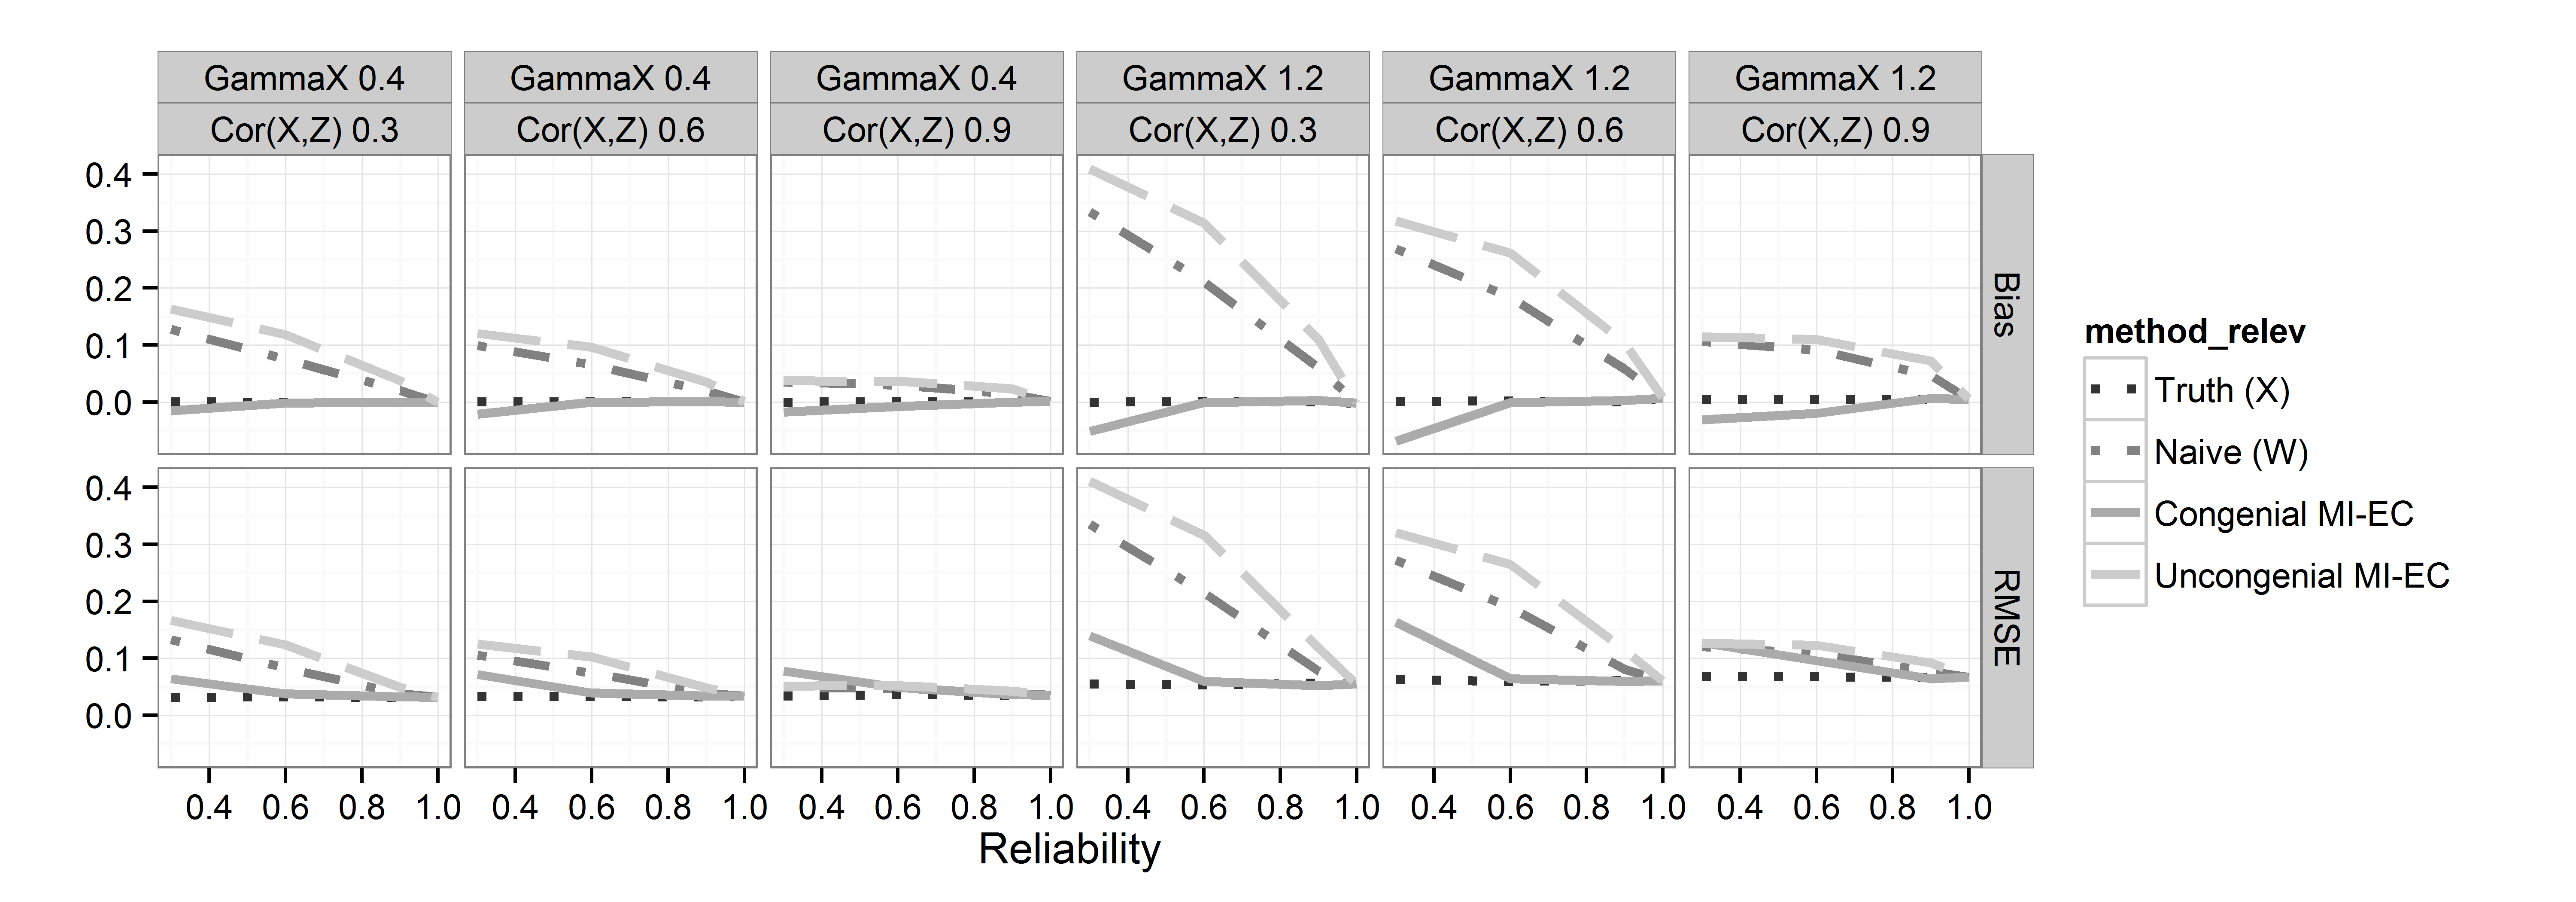 GammaX 0.4 GammaX 0.4 GammaX 0.4 GammaX 1.2 GammaX 1.2 GammaX 1.2
Cor(X,Z) 0.3 Cor(X,Z) 0.6 Cor(X,Z) 0.9 Cor(X,Z) 0.3 Cor(X,Z) 0.6 Cor(X,Z) 0.9
0.4
0.3
0.2
0.1
0.0
Bias
0.4
0.3
0.2
0.1
0.0
RMSE
0.4 0.6 0.8 1.0 0.4 0.6 0.8 1.0 0.4 0.6 0.8 1.0 0.4 0.6 0.8 1.0 0.4 0.6 0.8 1.0 0.4 0.6 0.8 1.0
Reliability
method_relev
Truth (X)
Naive (W)
Congenial MI-EC
Uncongenial MI-EC